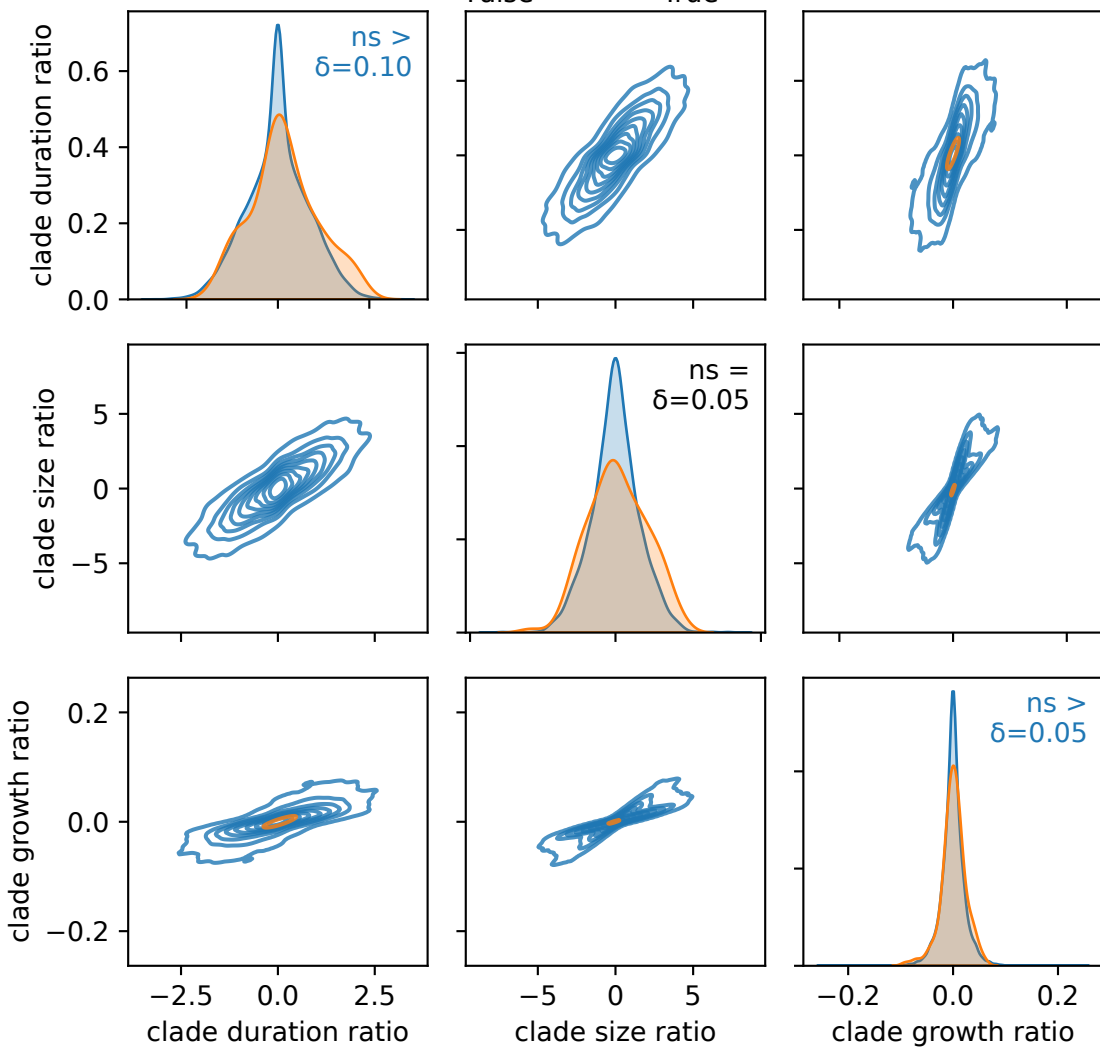 clade duration ratio
0.6
0.4
0.2
0.0
ns >
δ=0.10
clade size ratio
5
0
−5
ns =
δ=0.05
clade growth ratio
0.2
0.0
−0.2
ns >
δ=0.05
−2.5 0.0 2.5
−5 0 5
−0.2 0.0 0.2
clade duration ratio
clade size ratio
clade growth ratio